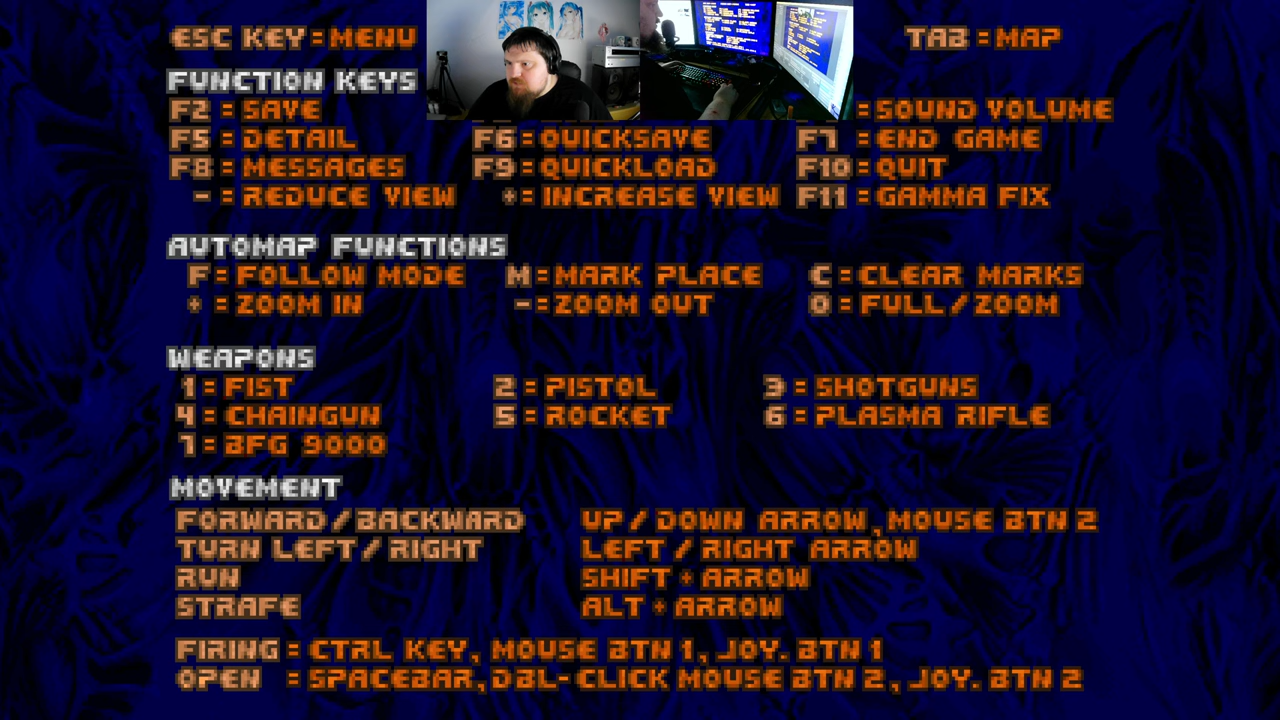 ESC KEY = MENU TAB = MAP
FUNCTION KEYS
F2 = SAVE = SOUND VOLUME
F5 = DETAIL F6 = QUICKSAVE F7 = END GAME
F8 = MESSAGES F9 = QUICKLOAD F10 = QUIT
- = REDUCE VIEW + = INCREASE VIEW F11 = GAMMA FIX
AUTOMAP FUNCTIONS
F = FOLLOW MODE M = MARK PLACE C = CLEAR MARKS
+ = ZOOM IN - = ZOOM OUT 0 = FULL/ZOOM
WEAPONS
1 = FIST 2 = PISTOL 3 = SHOTGUNS
4 = CHAINGUN 5 = ROCKET 6 = PLASMA RIFLE
7 = BFG 9000
MOVEMENT
FORWARD/BACKWARD UP/DOWN ARROW, MOUSE BTN 2
TURN LEFT/RIGHT LEFT/RIGHT ARROW
RUN SHIFT + ARROW
STRAFE ALT + ARROW
FIRING = CTRL KEY, MOUSE BTN 1, JOY. BTN 1
OPEN = SPACEBAR, DBL-CLICK MOUSE BTN 2, JOY. BTN 2